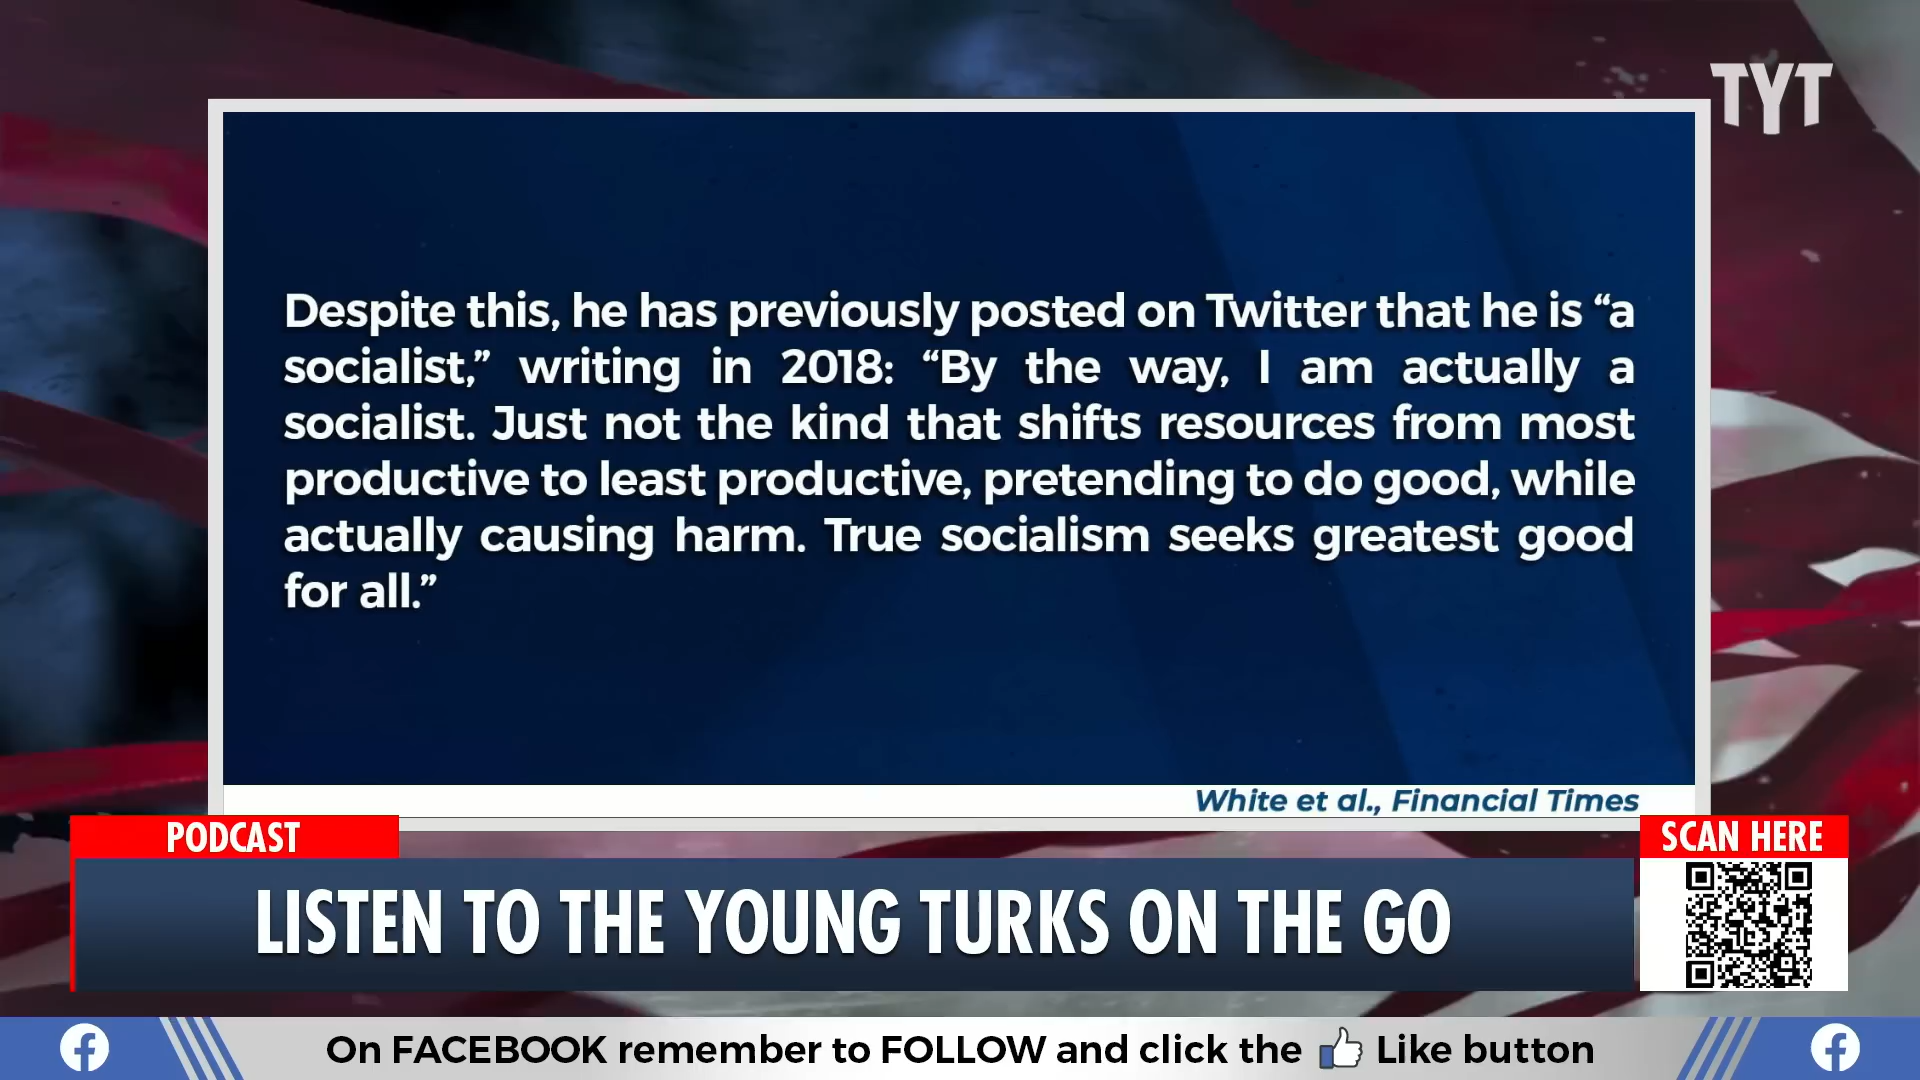 TYT
Despite this, he has previously posted on Twitter that he is “a
socialist,” writing in 2018: “By the way, I am actually a
socialist. Just not the kind that shifts resources from most
productive to least productive, pretending to do good, while
actually causing harm. True socialism seeks greatest good
for all.”
White et al., Financial Times
PODCAST
SCAN HERE
LISTEN TO THE YOUNG TURKS ON THE GO
On FACEBOOK remember to FOLLOW and click the Like button